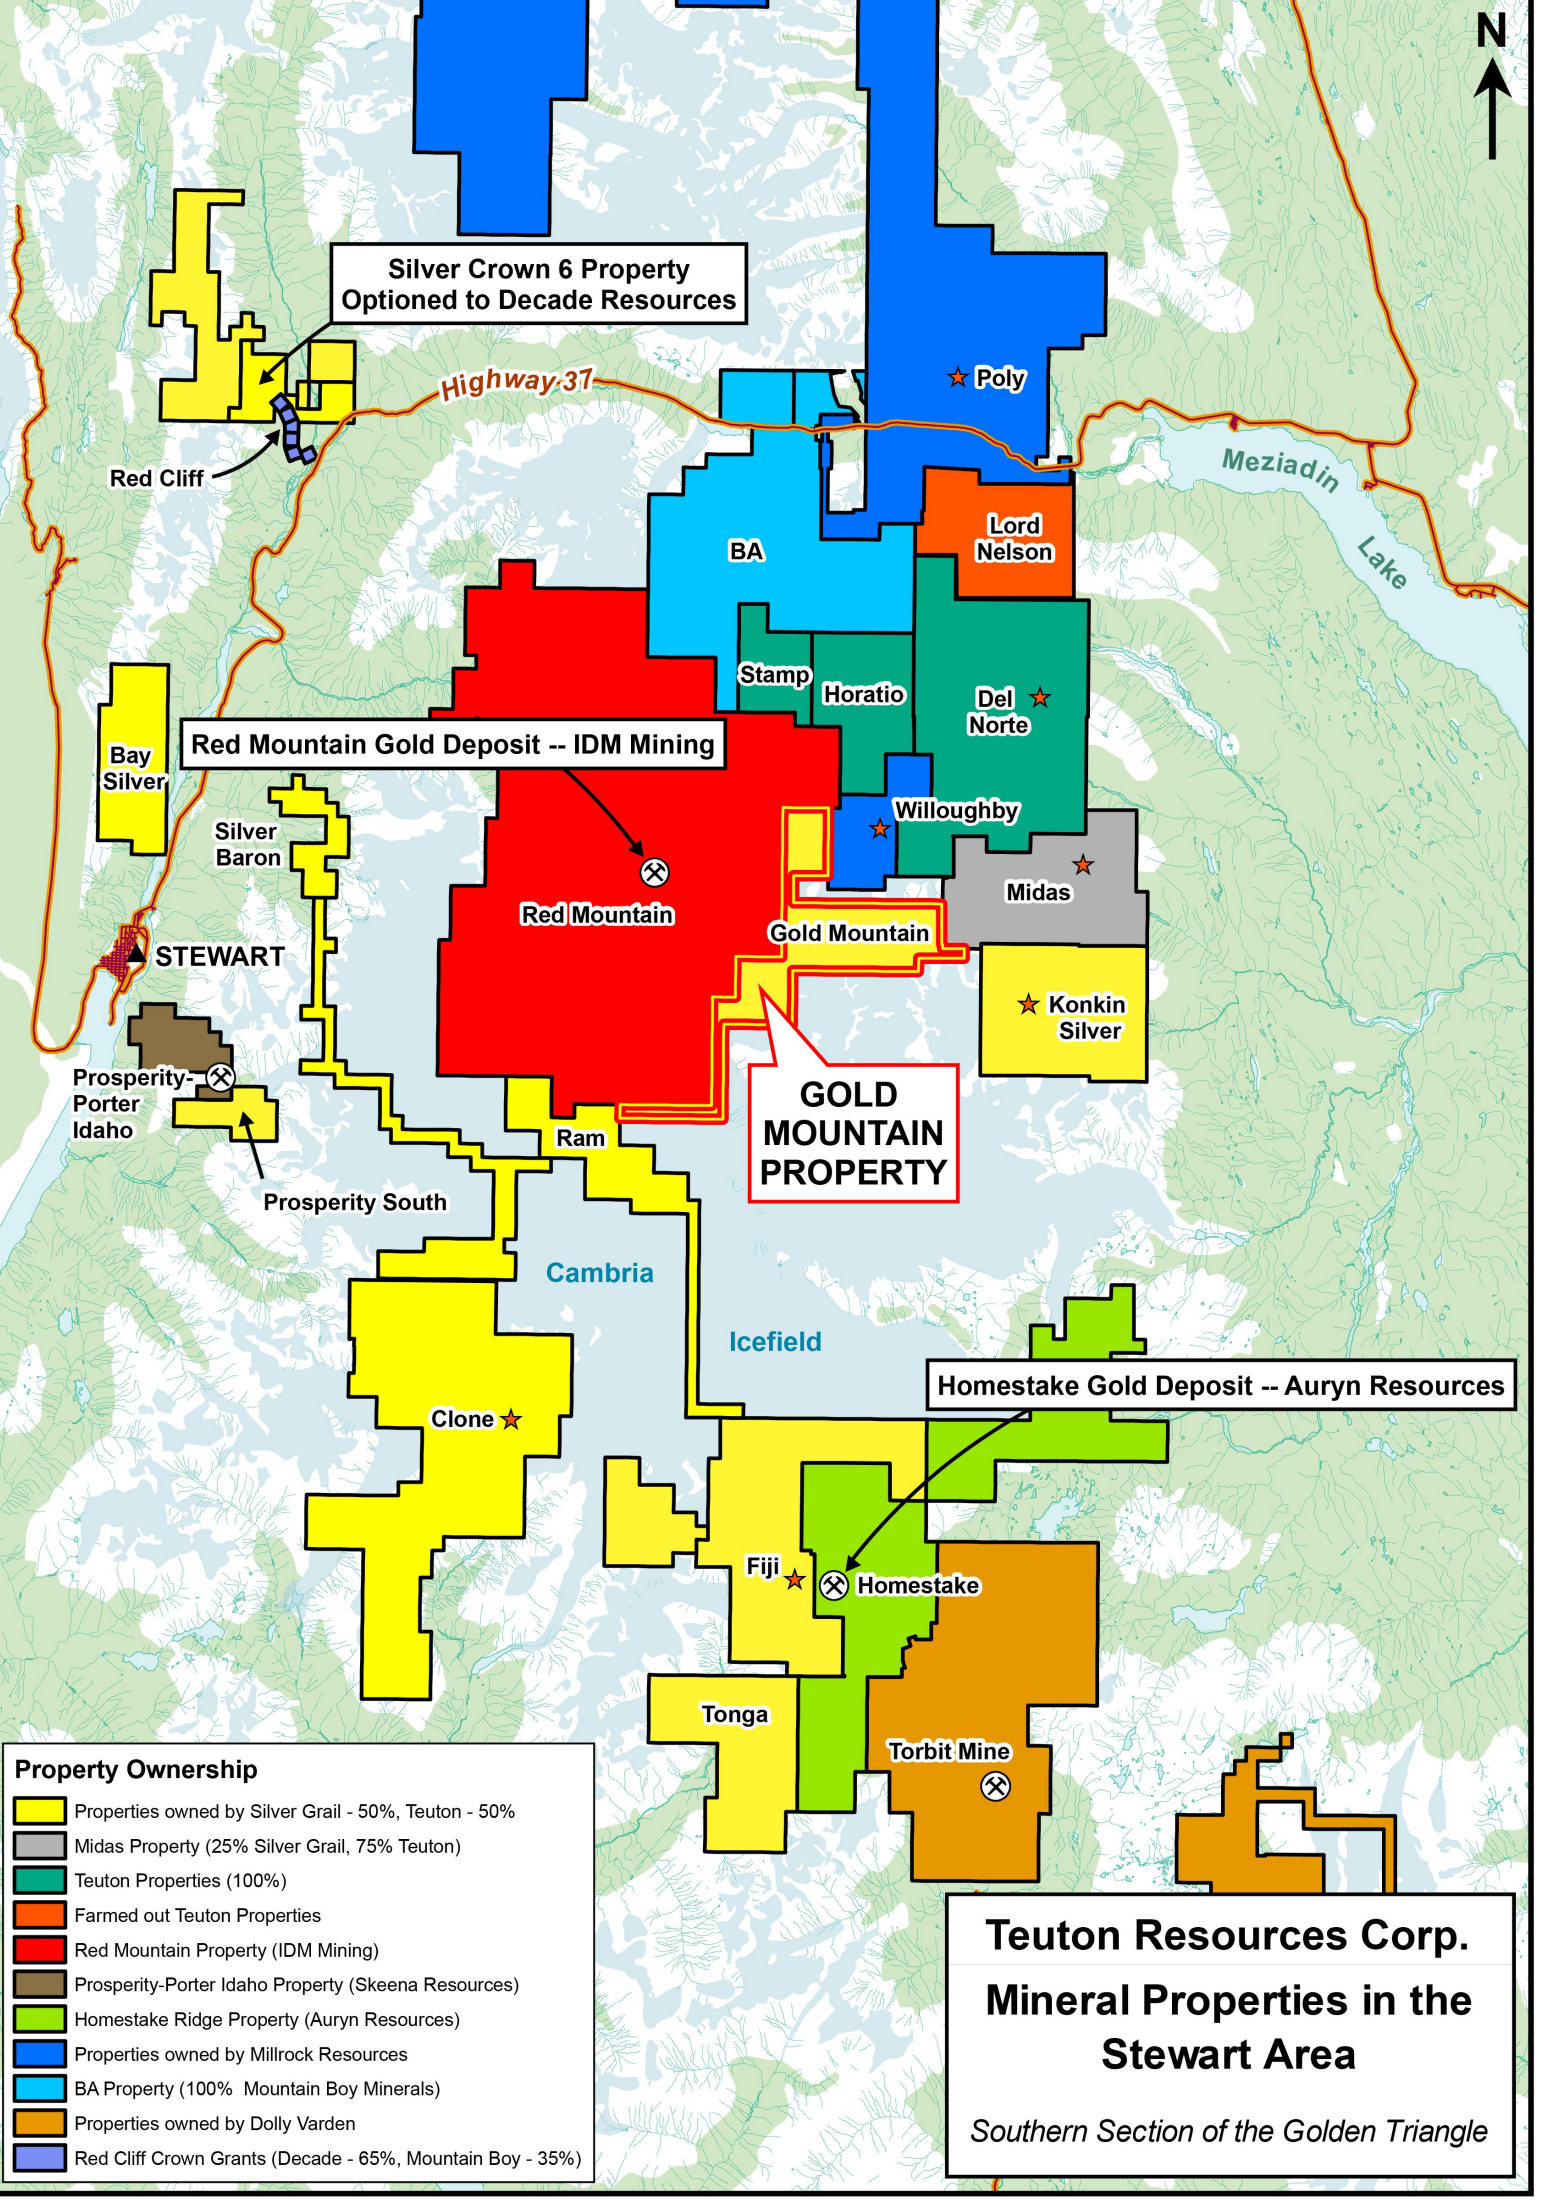 N
Silver Crown 6 Property
Optioned to Decade Resources
Highway 37
Poly
Red Cliff
Meziadin
Lake
Lord
Nelson
BA
Stamp
Horatio
Del
Norte
Red Mountain Gold Deposit -- IDM Mining
Bay
Silver
Silver
Baron
Willoughby
Midas
Red Mountain
Gold Mountain
STEWART
Konkin
Silver
Prosperity-
Porter
Idaho
GOLD
MOUNTAIN
PROPERTY
Ram
Prosperity South
Cambria
Icefield
Homestake Gold Deposit -- Auryn Resources
Clone
Fiji
Homestake
Tonga
Torbit Mine
Property Ownership
Properties owned by Silver Grail - 50%, Teuton - 50%
Midas Property (25% Silver Grail, 75% Teuton)
Teuton Properties (100%)
Farmed out Teuton Properties
Red Mountain Property (IDM Mining)
Prosperity-Porter Idaho Property (Skeena Resources)
Homestake Ridge Property (Auryn Resources)
Properties owned by Millrock Resources
BA Property (100% Mountain Boy Minerals)
Properties owned by Dolly Varden
Red Cliff Crown Grants (Decade - 65%, Mountain Boy - 35%)
Teuton Resources Corp.
Mineral Properties in the
Stewart Area
Southern Section of the Golden Triangle